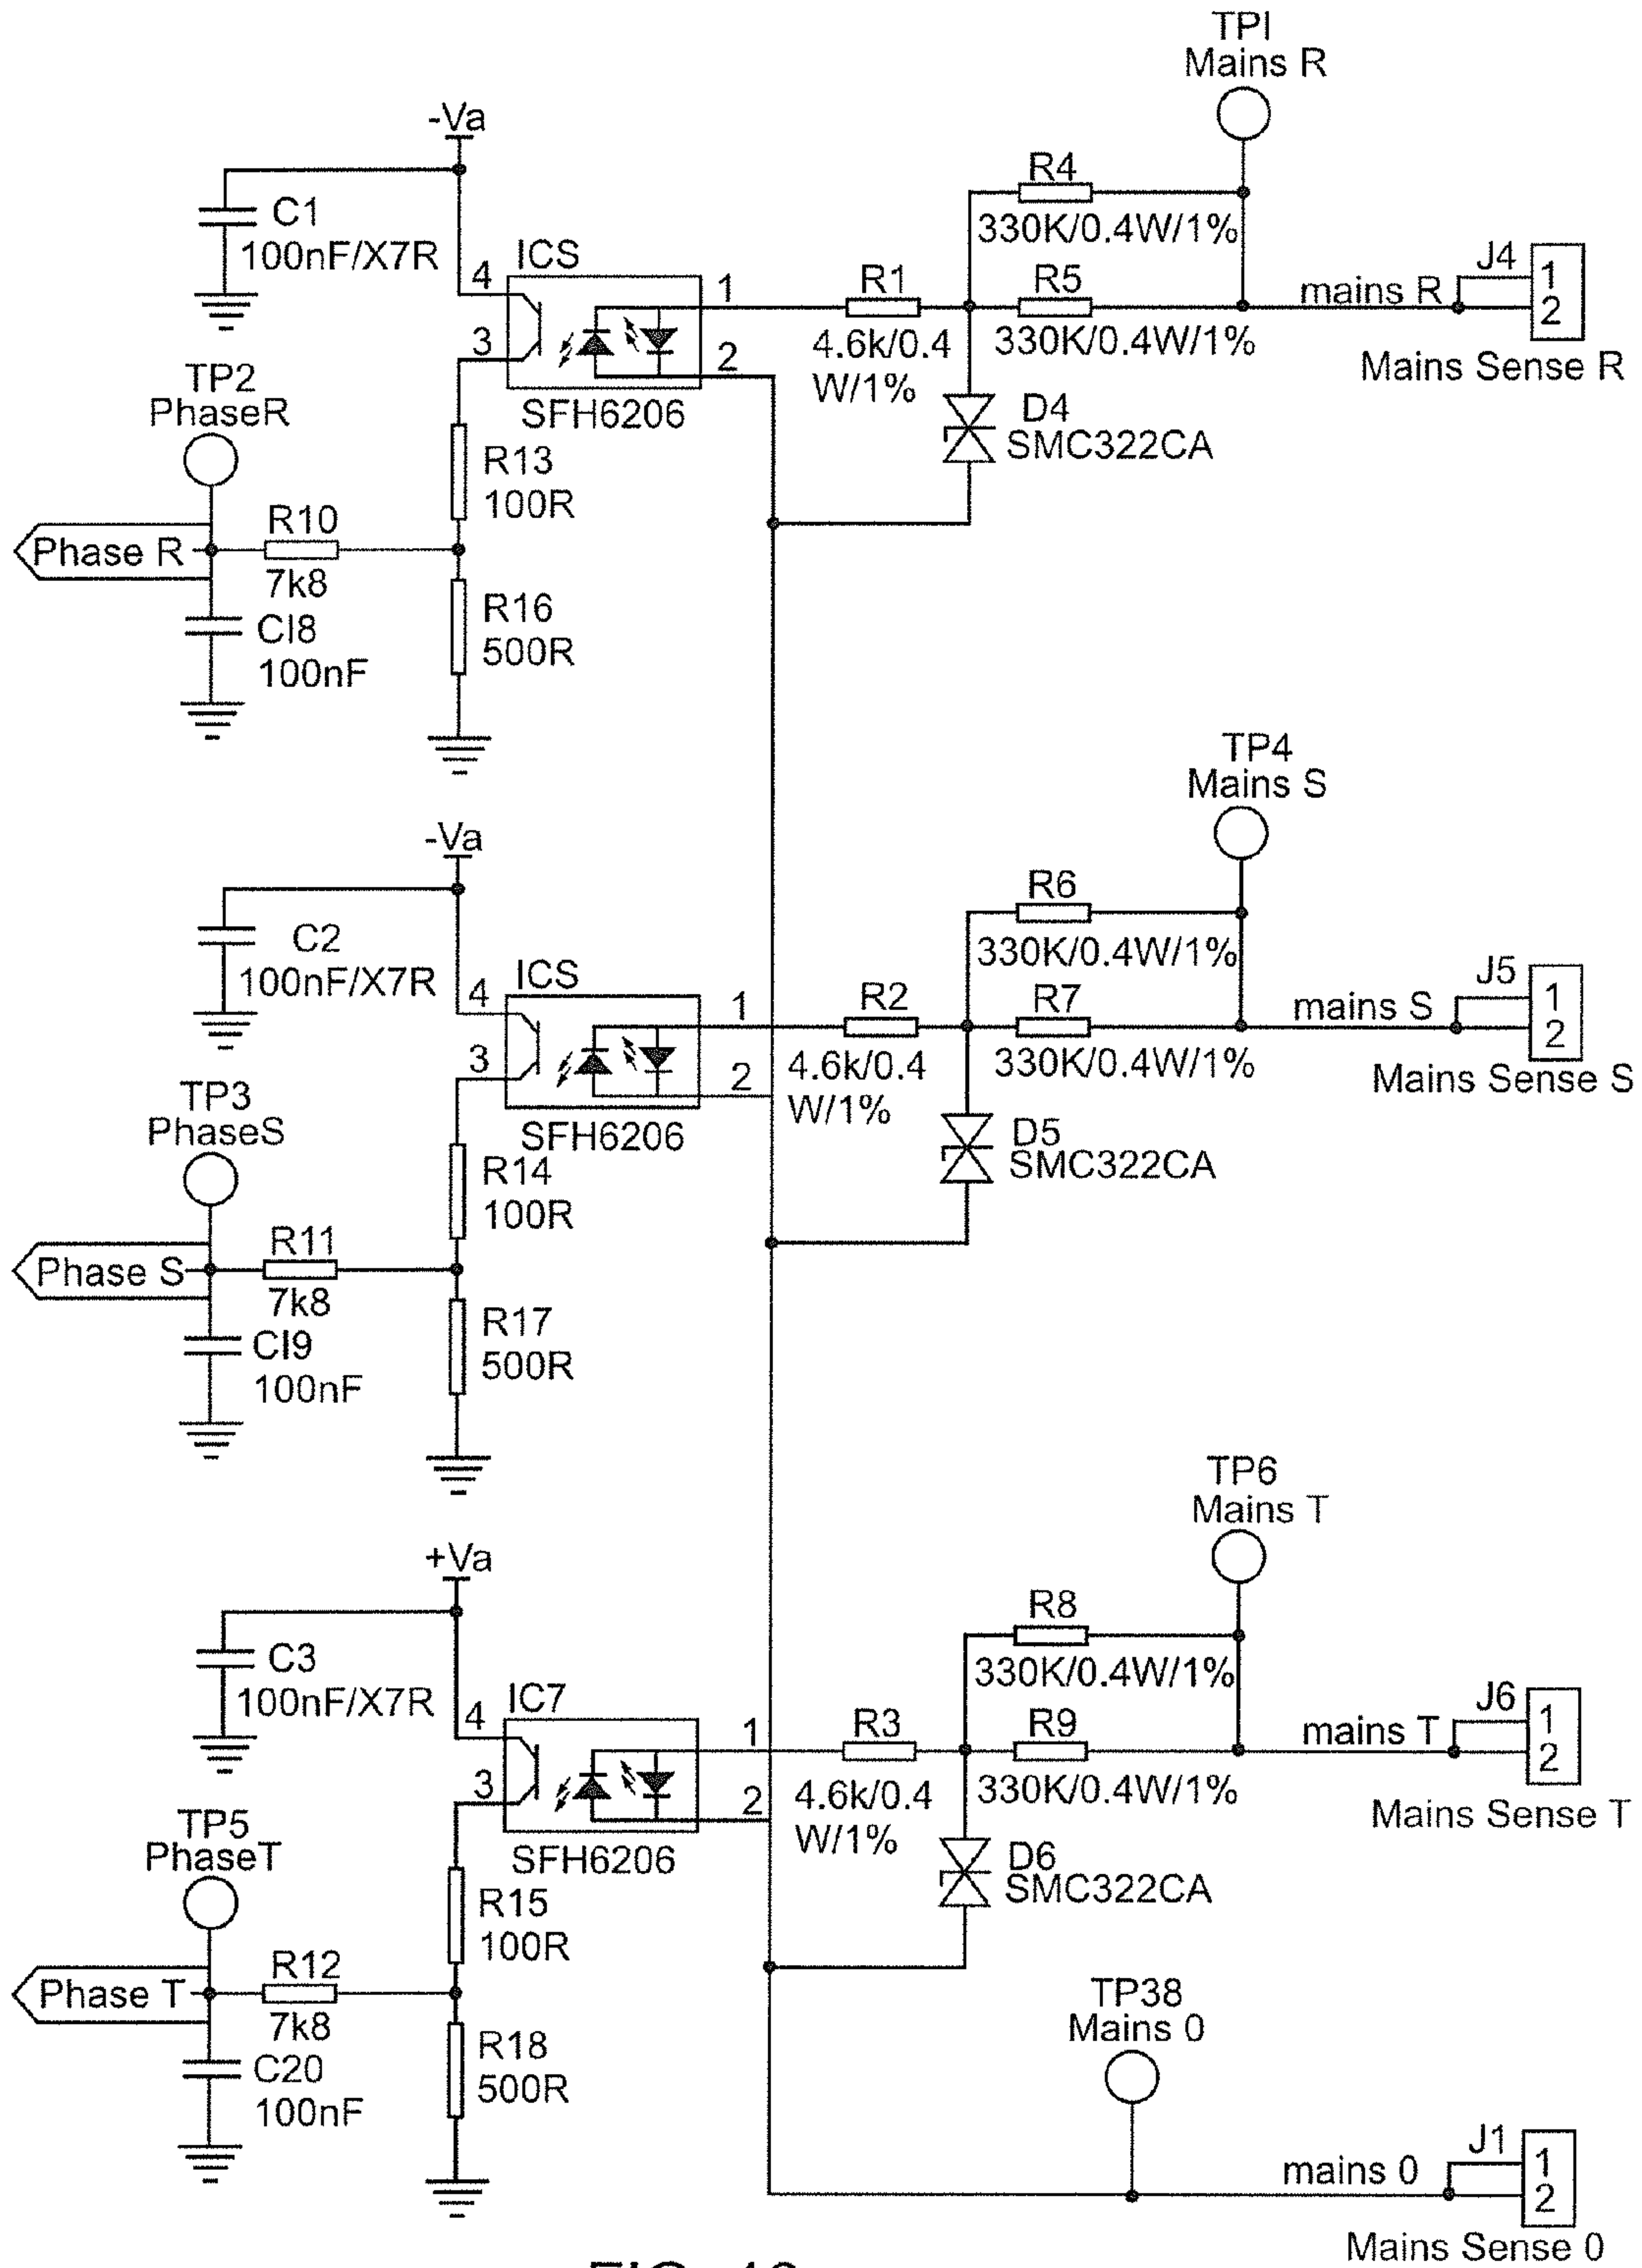 TPI
Mains R
-Va
R4
C1
330K/0.4W/1%
100nF/X7R
ICS
J4
4
1
R1
R5
mains R
1
2
3
2
4.6k/0.4
W/1%
330K/0.4W/1%
Mains Sense R
TP2
PhaseR
SFH6206
D4
SMC322CA
R13
100R
R10
Phase R
7k8
R16
500R
CI8
100nF
TP4
Mains S
-Va
R6
C2
330K/0.4W/1%
100nF/X7R
ICS
J5
4
1
R2
R7
mains S
1
2
3
2
4.6k/0.4
W/1%
330K/0.4W/1%
Mains Sense S
TP3
PhaseS
SFH6206
D5
SMC322CA
R14
100R
R11
Phase S
7k8
R17
500R
CI9
100nF
TP6
Mains T
+Va
R8
C3
330K/0.4W/1%
100nF/X7R
IC7
J6
4
1
R3
R9
mains T
1
2
3
2
4.6k/0.4
W/1%
330K/0.4W/1%
Mains Sense T
TP5
PhaseT
SFH6206
D6
SMC322CA
R15
100R
R12
Phase T
7k8
TP38
Mains 0
R18
500R
C20
100nF
J1
mains 0
1
2
Mains Sense 0